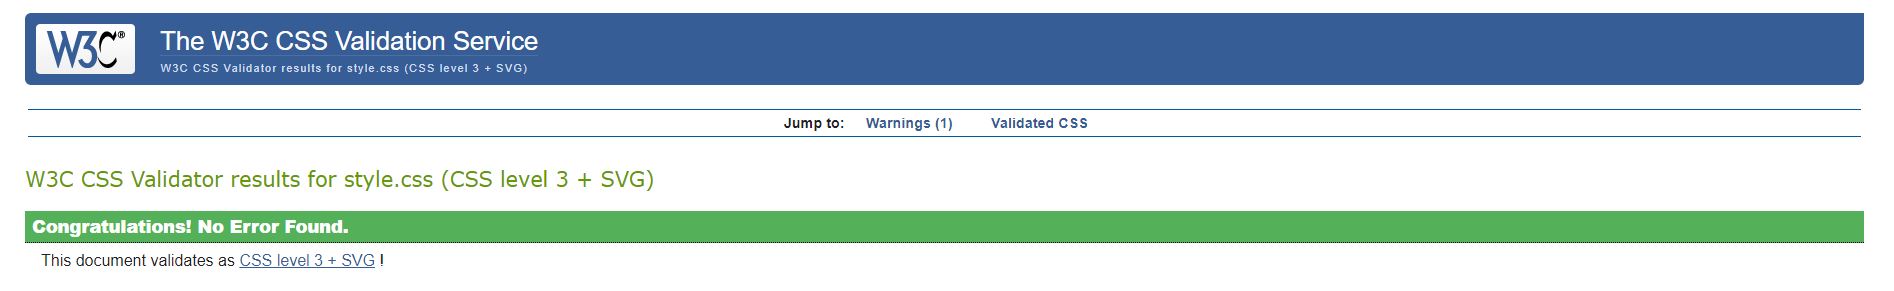 W3C® The W3C CSS Validation Service
W3C CSS Validator results for style.css (CSS level 3 + SVG)
Jump to: Warnings (1) Validated CSS
W3C CSS Validator results for style.css (CSS level 3 + SVG)
Congratulations! No Error Found.
This document validates as CSS level 3 + SVG !